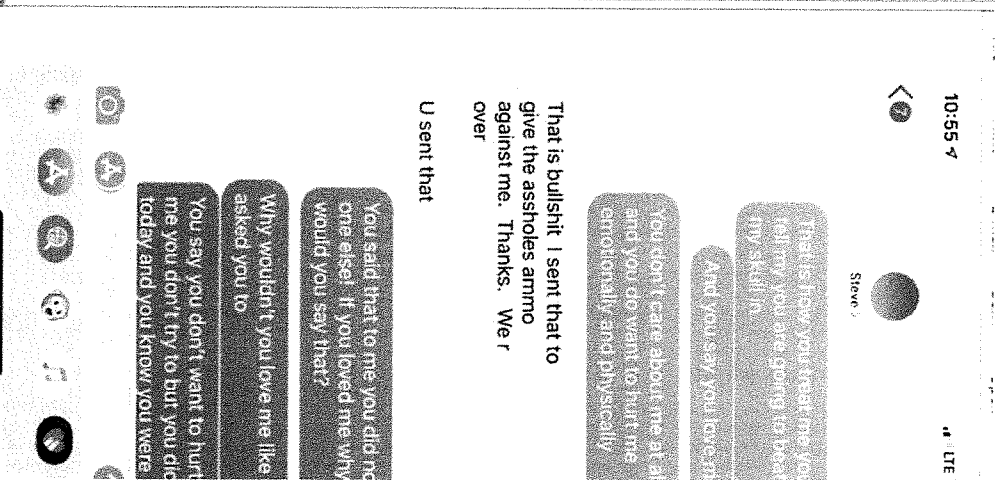 10:55
LTE
7
Steve
That is how you treat me you
tell my you are going to beat
my skull in
And you say you love m
You don't care about me at al
and you do want to hurt me
emotionally and physically
That is bullshit I sent that to
give the assholes ammo
against me. Thanks. We r
over
U sent that
You said that to me you did no
one else! If you loved me why
would you say that?
Why wouldn't you love me like
asked you to
You say you don't want to hurt
me you don't try to but you did
today and you know you were